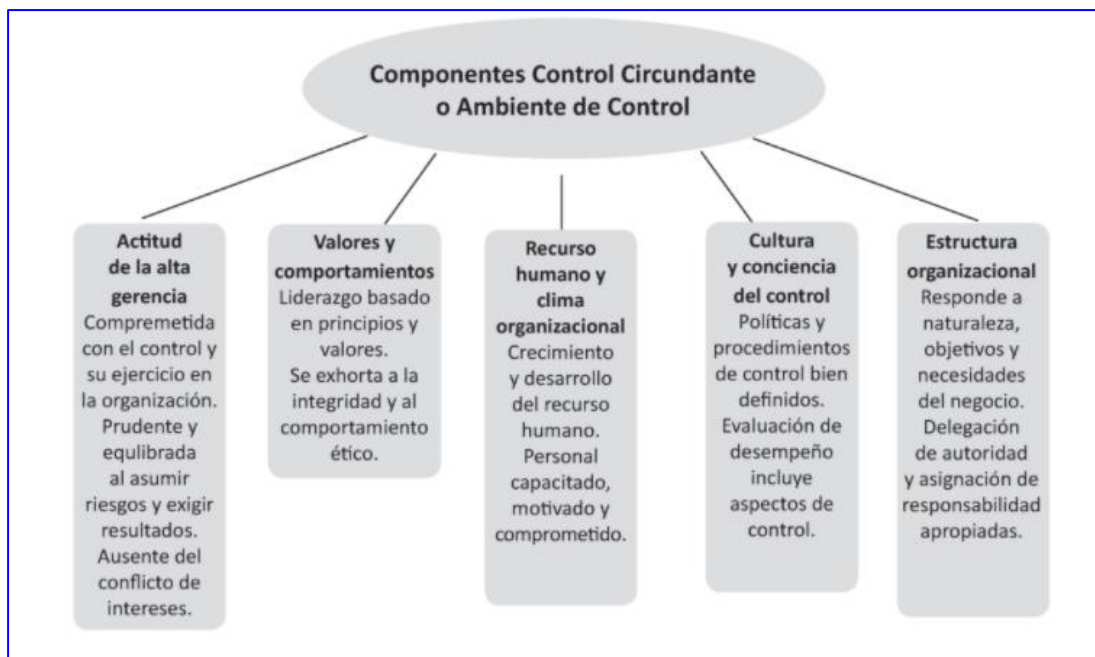 Componentes Control Circundante
o Ambiente de Control
Actitud
de la alta
gerencia
Compremetida
con el control y
su ejercicio en
la organización.
Prudente y
equlibrada
al asumir
riesgos y exigir
resultados.
Ausente del
conflicto de
intereses.
Valores y
comportamientos
Liderazgo basado
en principios y
valores.
Se exhorta a la
integridad y al
comportamiento
ético.
Recurso
humano y
clima
organizacional
Crecimiento
y desarrollo
del recurso
humano.
Personal
capacitado,
motivado y
comprometido.
Cultura
y conciencia
del control
Políticas y
procedimientos
de control bien
definidos.
Evaluación de
desempeño
incluye
aspectos de
control.
Estructura
organizacional
Responde a
naturaleza,
objetivos y
necesidades
del negocio.
Delegación
de autoridad
y asignación de
responsabilidad
apropiadas.